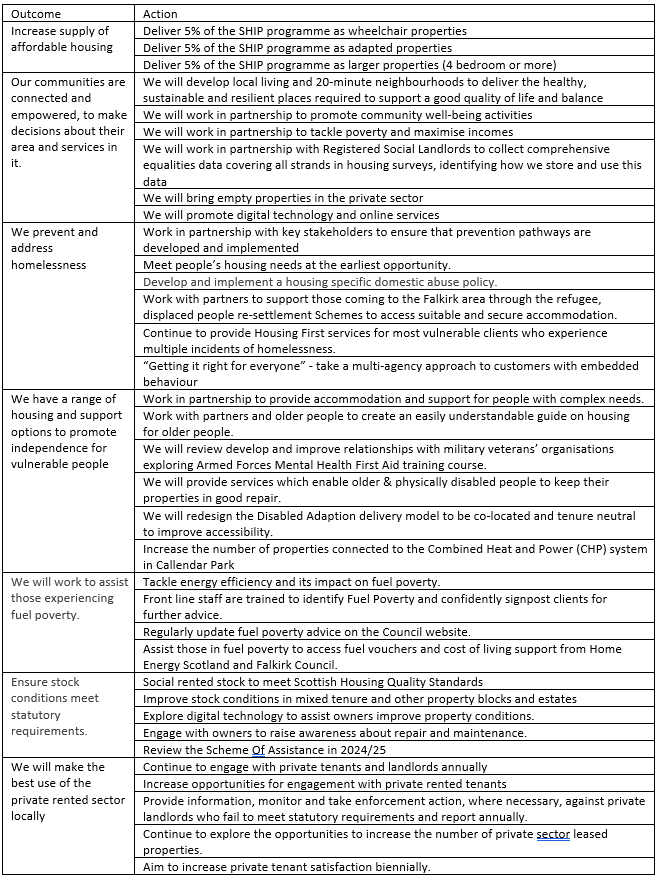 Outcome
Action
Increase supply of
affordable housing
Deliver 5% of the SHIP programme as wheelchair properties
Deliver 5% of the SHIP programme as adapted properties
Deliver 5% of the SHIP programme as larger properties (4 bedroom or more)
Our communities are
connected and
empowered, to make
decisions about their
area and services in
it.
We will develop local living and 20-minute neighbourhoods to deliver the healthy,
sustainable and resilient places required to support a good quality of life and balance
We will work in partnership to promote community well-being activities
We will work in partnership to tackle poverty and maximise incomes
We will work in partnership with Registered Social Landlords to collect comprehensive
equalities data covering all strands in housing surveys, identifying how we store and use this
data
We will bring empty properties in the private sector
We will promote digital technology and online services
We prevent and
address
homelessness
Work in partnership with key stakeholders to ensure that prevention pathways are
developed and implemented
Meet people’s housing needs at the earliest opportunity.
Develop and implement a housing specific domestic abuse policy.
Work with partners to support those coming to the Falkirk area through the refugee,
displaced people re-settlement Schemes to access suitable and secure accommodation.
Continue to provide Housing First services for most vulnerable clients who experience
multiple incidents of homelessness.
“Getting it right for everyone” - take a multi-agency approach to customers with embedded
behaviour
We have a range of
housing and support
options to promote
independence for
vulnerable people
Work in partnership to provide accommodation and support for people with complex needs.
Work with partners and older people to create an easily understandable guide on housing
for older people.
We will review develop and improve relationships with military veterans’ organisations
exploring Armed Forces Mental Health First Aid training course.
We will provide services which enable older & physically disabled people to keep their
properties in good repair.
We will redesign the Disabled Adaption delivery model to be co-located and tenure neutral
to improve accessibility.
Increase the number of properties connected to the Combined Heat and Power (CHP) system
in Callendar Park
We will work to assist
those experiencing
fuel poverty.
Tackle energy efficiency and its impact on fuel poverty.
Front line staff are trained to identify Fuel Poverty and confidently signpost clients for
further advice.
Regularly update fuel poverty advice on the Council website.
Assist those in fuel poverty to access fuel vouchers and cost of living support from Home
Energy Scotland and Falkirk Council.
Ensure stock
conditions meet
statutory
requirements.
Social rented stock to meet Scottish Housing Quality Standards
Improve stock conditions in mixed tenure and other property blocks and estates
Explore digital technology to assist owners improve property conditions.
Engage with owners to raise awareness about repair and maintenance.
Review the Scheme Of Assistance in 2024/25
We will make the
best use of the
private rented sector
locally
Continue to engage with private tenants and landlords annually
Increase opportunities for engagement with private rented tenants
Provide information, monitor and take enforcement action, where necessary, against private
landlords who fail to meet statutory requirements and report annually.
Continue to explore the opportunities to increase the number of private sector leased
properties.
Aim to increase private tenant satisfaction biennially.